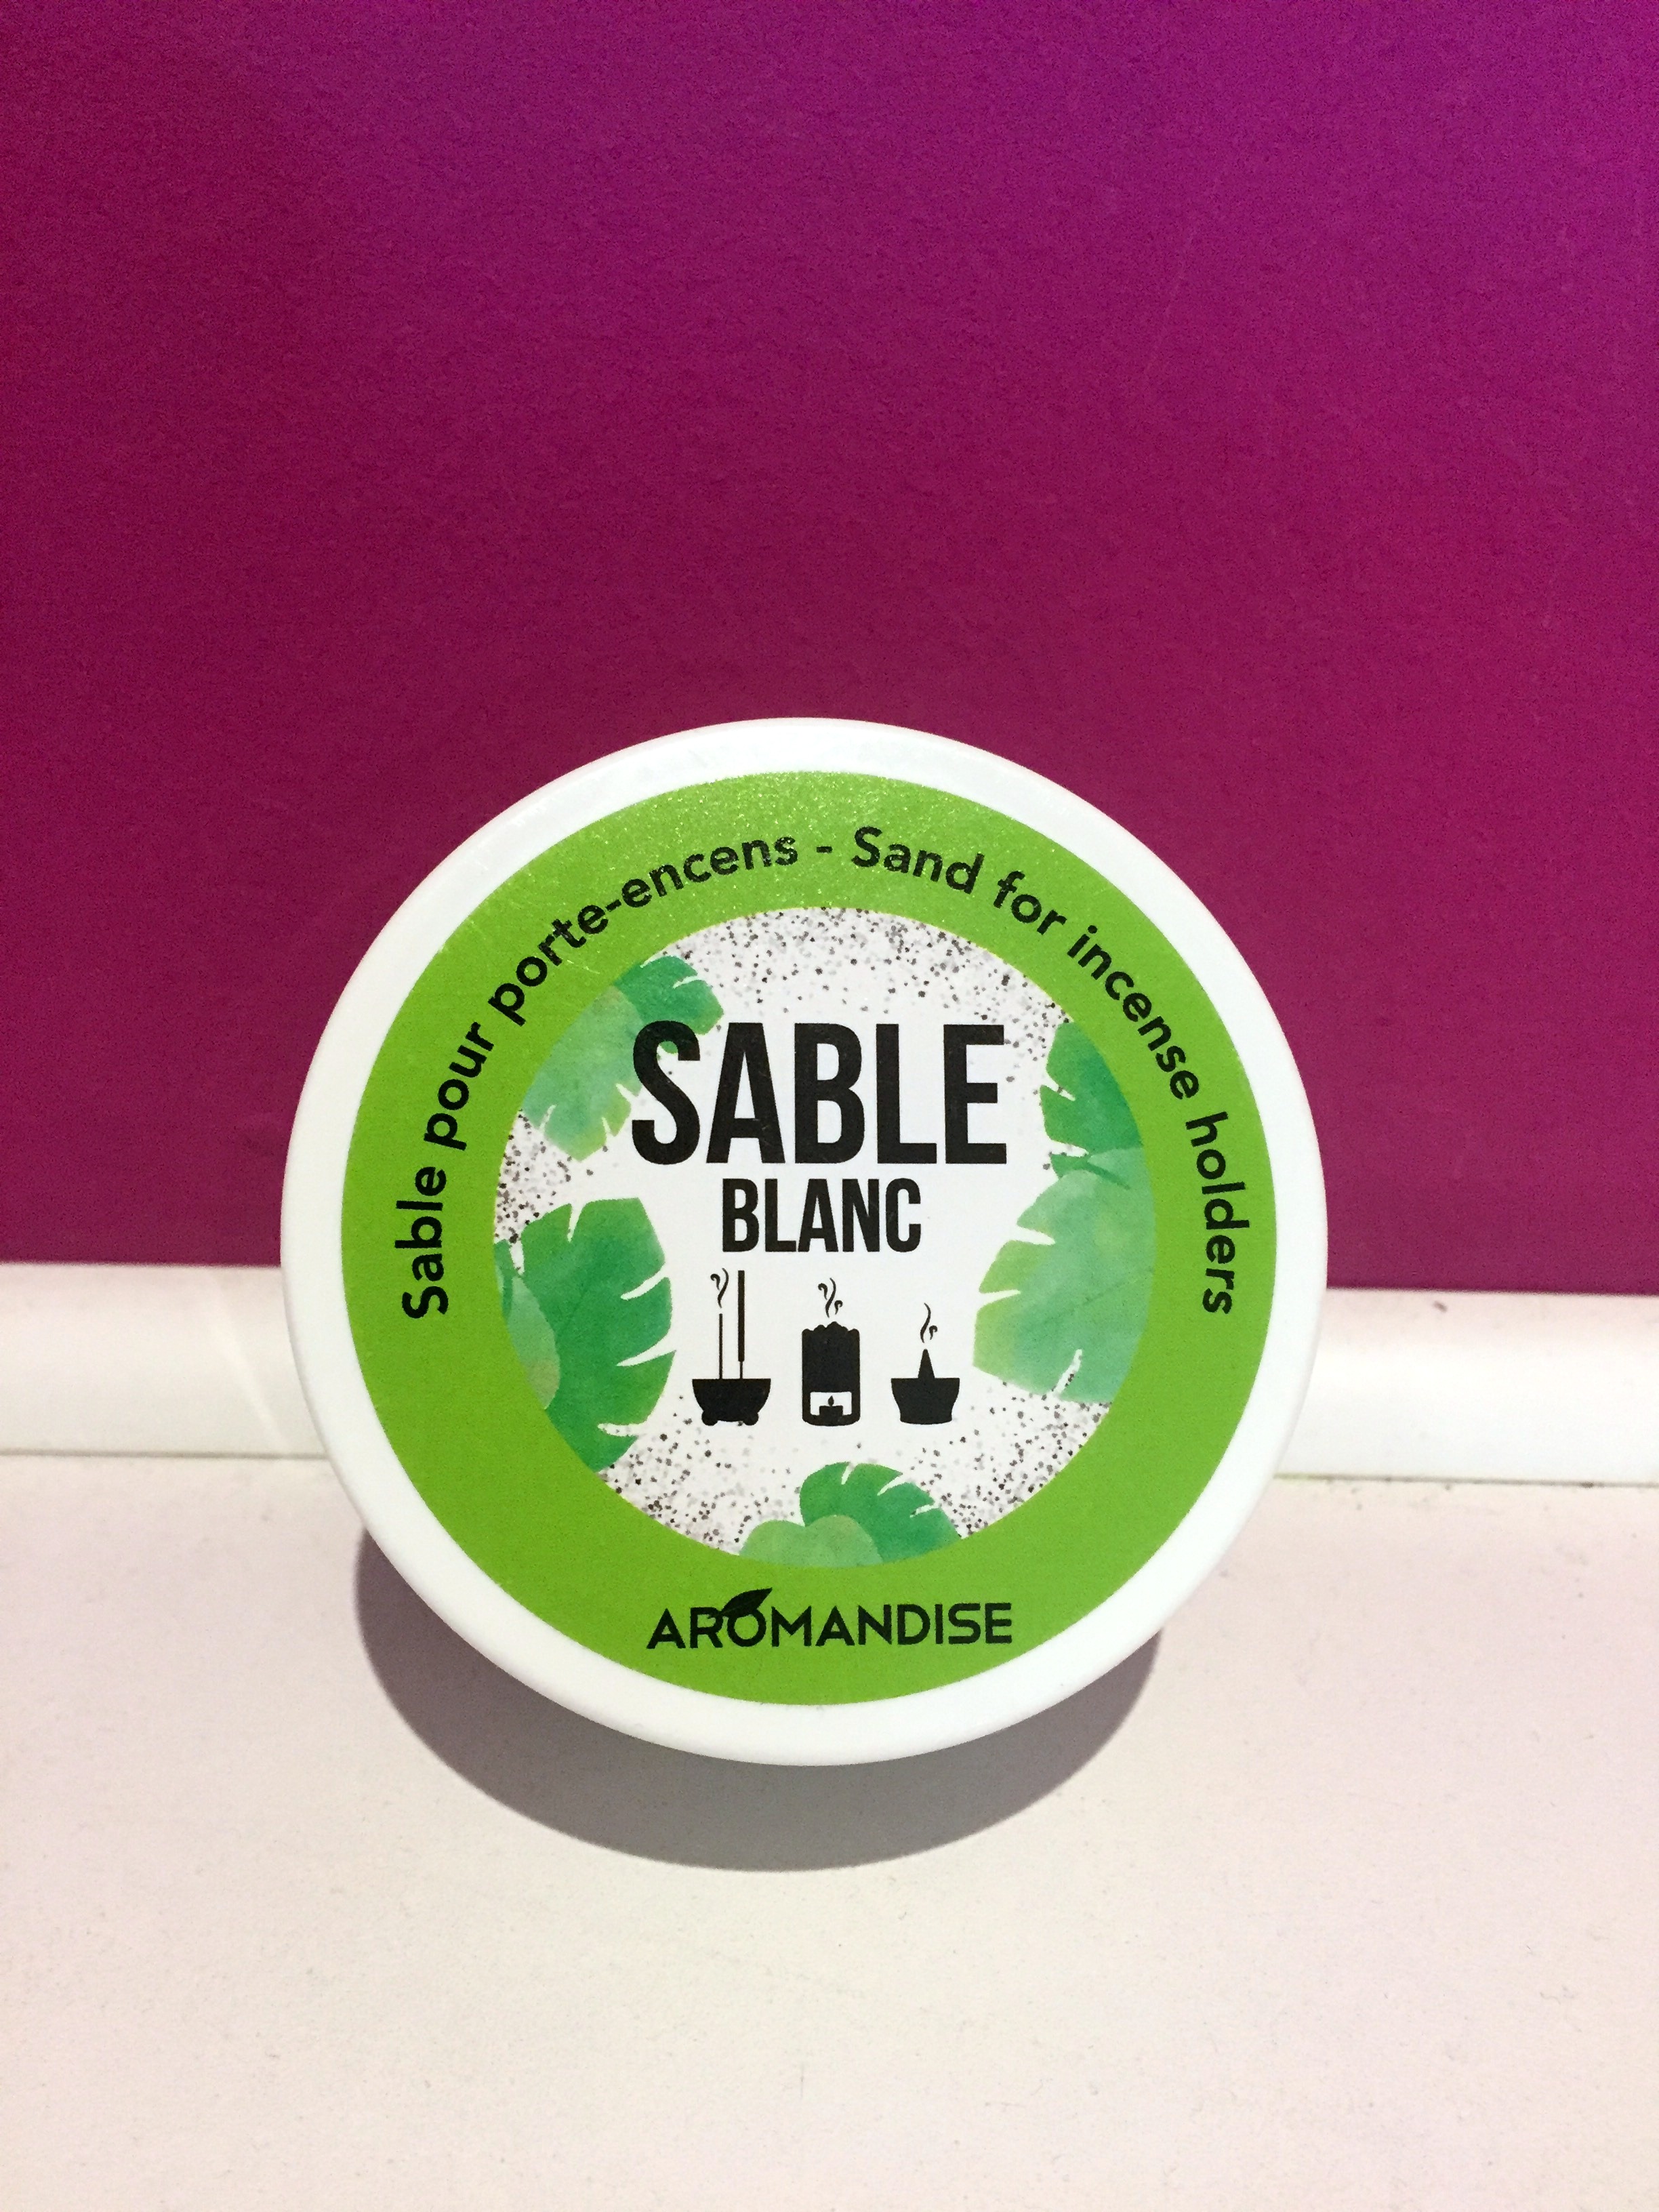 Sable pour porte-encens - Sand for incense holders
SABLE
BLANC
AROMANDISE